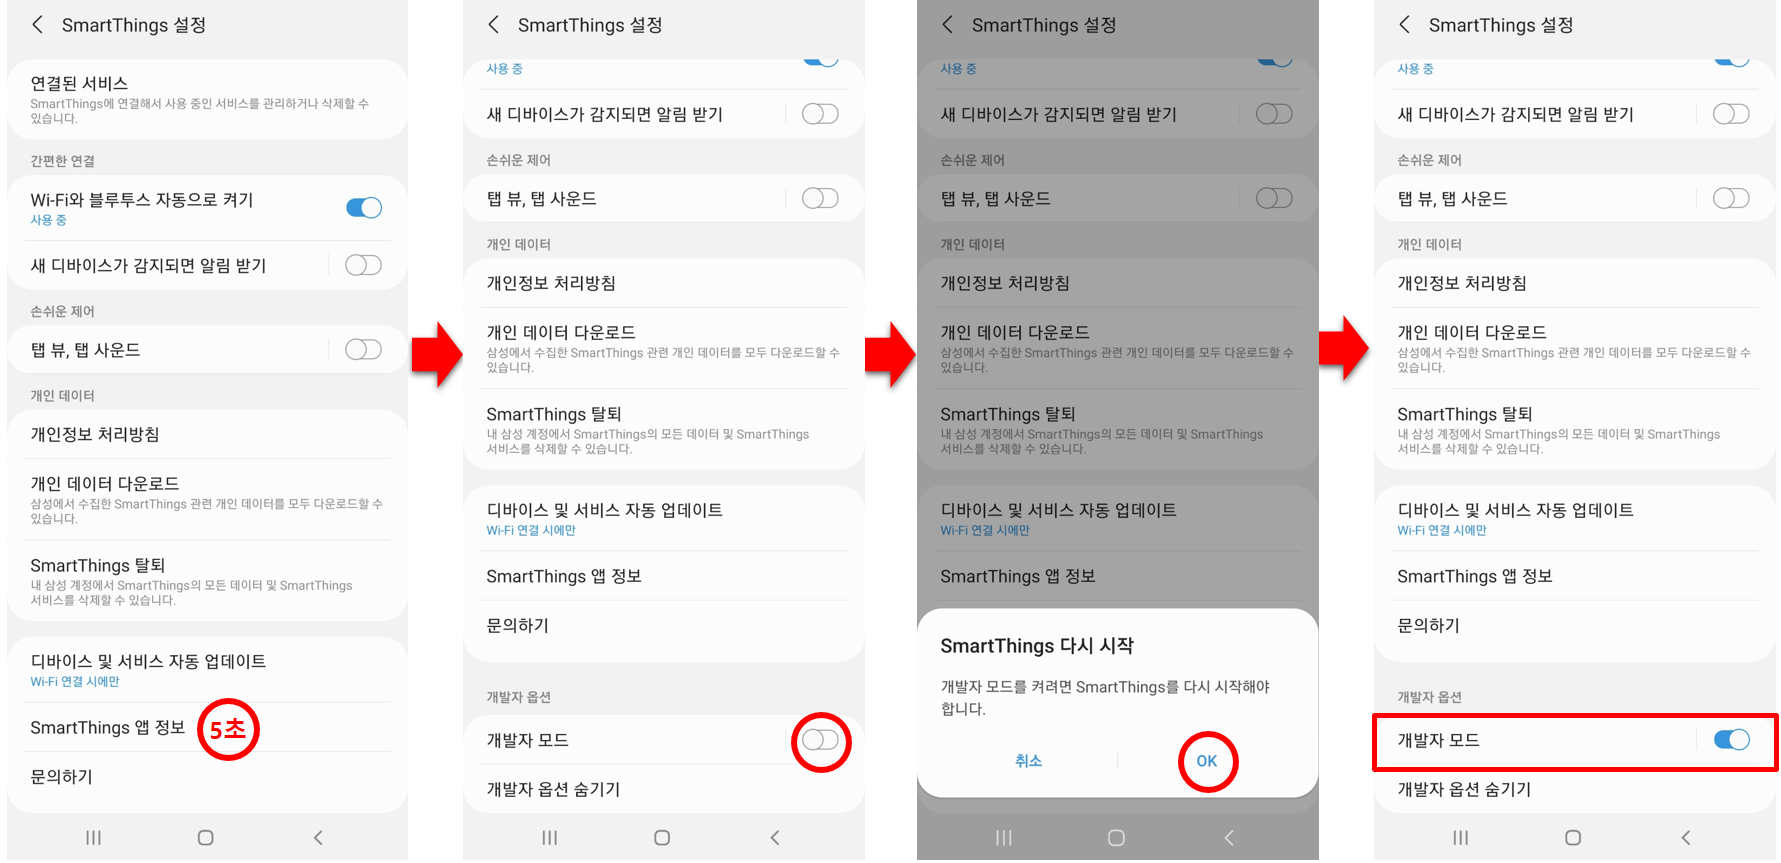 SmartThings 설정
연결된 서비스
SmartThings에 연결해서 사용 중인 서비스를 관리하거나 삭제할 수
있습니다.
간편한 연결
Wi-Fi와 블루투스 자동으로 켜기
사용 중
새 디바이스가 감지되면 알림 받기
손쉬운 제어
탭 뷰, 탭 사운드
개인 데이터
개인정보 처리방침
개인 데이터 다운로드
삼성에서 수집한 SmartThings 관련 개인 데이터를 모두 다운로드할 수
있습니다.
SmartThings 탈퇴
내 삼성 계정에서 SmartThings의 모든 데이터 및 SmartThings
서비스를 삭제할 수 있습니다.
디바이스 및 서비스 자동 업데이트
Wi-Fi 연결 시에만
SmartThings 앱 정보
5초
문의하기
SmartThings 설정
사용 중
새 디바이스가 감지되면 알림 받기
손쉬운 제어
탭 뷰, 탭 사운드
개인 데이터
개인정보 처리방침
개인 데이터 다운로드
삼성에서 수집한 SmartThings 관련 개인 데이터를 모두 다운로드할 수
있습니다.
SmartThings 탈퇴
내 삼성 계정에서 SmartThings의 모든 데이터 및 SmartThings
서비스를 삭제할 수 있습니다.
디바이스 및 서비스 자동 업데이트
Wi-Fi 연결 시에만
SmartThings 앱 정보
문의하기
개발자 옵션
개발자 모드
개발자 옵션 숨기기
SmartThings 설정
사용 중
새 디바이스가 감지되면 알림 받기
손쉬운 제어
탭 뷰, 탭 사운드
개인 데이터
개인정보 처리방침
개인 데이터 다운로드
삼성에서 수집한 SmartThings 관련 개인 데이터를 모두 다운로드할 수
있습니다.
SmartThings 탈퇴
내 삼성 계정에서 SmartThings의 모든 데이터 및 SmartThings
서비스를 삭제할 수 있습니다.
디바이스 및 서비스 자동 업데이트
Wi-Fi 연결 시에만
SmartThings 앱 정보
SmartThings 다시 시작
개발자 모드를 켜려면 SmartThings를 다시 시작해야
합니다.
취소
OK
SmartThings 설정
사용 중
새 디바이스가 감지되면 알림 받기
손쉬운 제어
탭 뷰, 탭 사운드
개인 데이터
개인정보 처리방침
개인 데이터 다운로드
삼성에서 수집한 SmartThings 관련 개인 데이터를 모두 다운로드할 수
있습니다.
SmartThings 탈퇴
내 삼성 계정에서 SmartThings의 모든 데이터 및 SmartThings
서비스를 삭제할 수 있습니다.
디바이스 및 서비스 자동 업데이트
Wi-Fi 연결 시에만
SmartThings 앱 정보
문의하기
개발자 옵션
개발자 모드
개발자 옵션 숨기기